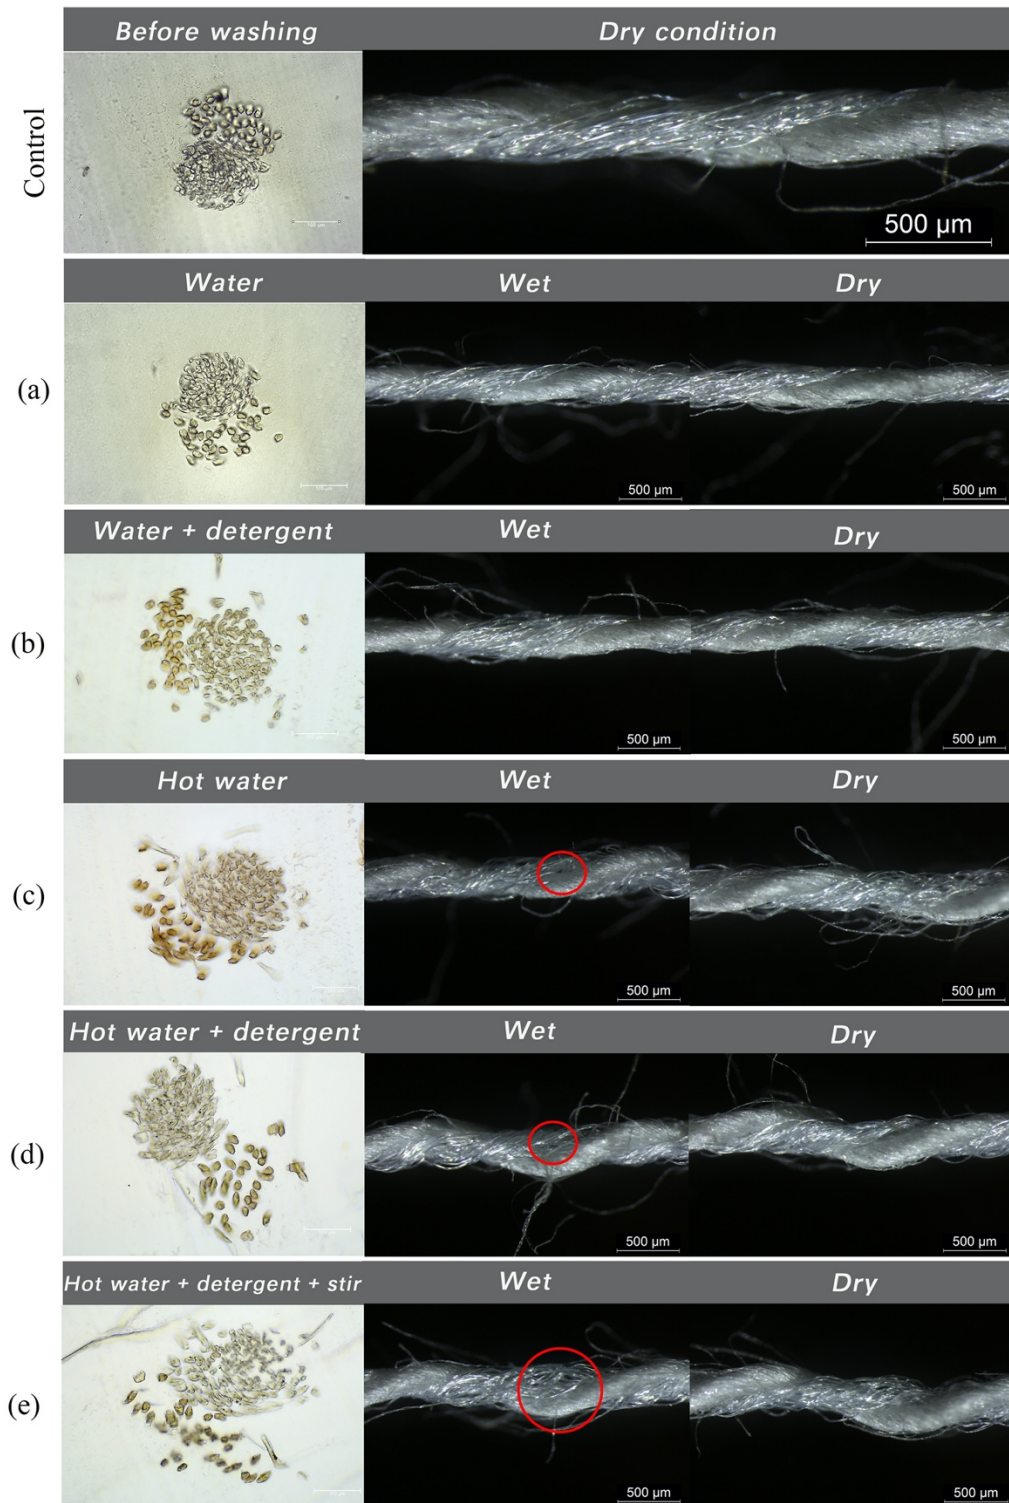 Before washing
Dry condition
Control
500 µm
Water
Wet
Dry
(a)
500 µm
500 µm
Water + detergent
Wet
Dry
(b)
500 µm
500 µm
Hot water
Wet
Dry
(c)
500 µm
500 µm
Hot water + detergent
Wet
Dry
(d)
500 µm
500 µm
Hot water + detergent + stir
Wet
Dry
(e)
500 µm
500 µm